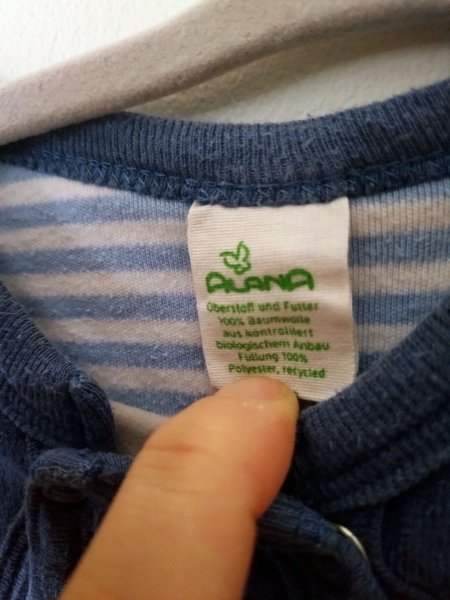 ALANA
Oberstoff und Futter
100% Baumwolle
aus kontrolliert
biologischem Anbau
Füllung 100%
Polyester, recycled